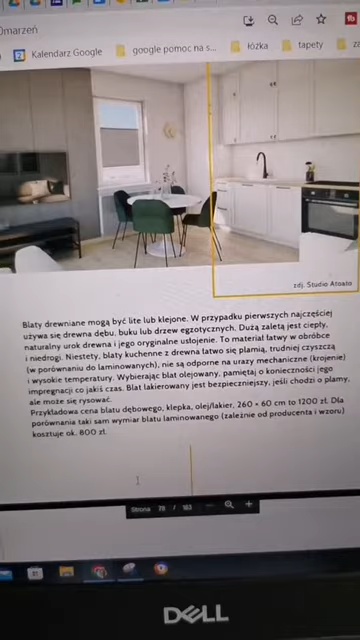 0marzeń
Kalendarz Google
google pomoc na s...
łóżka
tapety
zdj. Studio Atoato
Blaty drewniane mogą być lite lub klejone. W przypadku pierwszych najczęściej
używa się drewna dębu, buku lub drzew egzotycznych. Dużą zaletą jest ciepły,
naturalny urok drewna i jego oryginalne usłojenie. To materiał łatwy w obróbce
i niedrogi. Niestety, blaty kuchenne z drewna łatwo się plamią, trudniej czyszczą
(w porównaniu do laminowanych), nie są odporne na urazy mechaniczne (krojenie)
i wysokie temperatury. Wybierając blat olejowany, pamiętaj o konieczności jego
impregnacji co jakiś czas. Blat lakierowany jest bezpieczniejszy, jeśli chodzi o plamy,
ale może się rysować.
Przykładowa cena blatu dębowego, klepka, olej/lakier, 260 × 60 cm to 1200 zł. Dla
porównania taki sam wymiar blatu laminowanego (zależnie od producenta i wzoru)
kosztuje ok. 800 zł.
Strona
/ 183
31
DELL